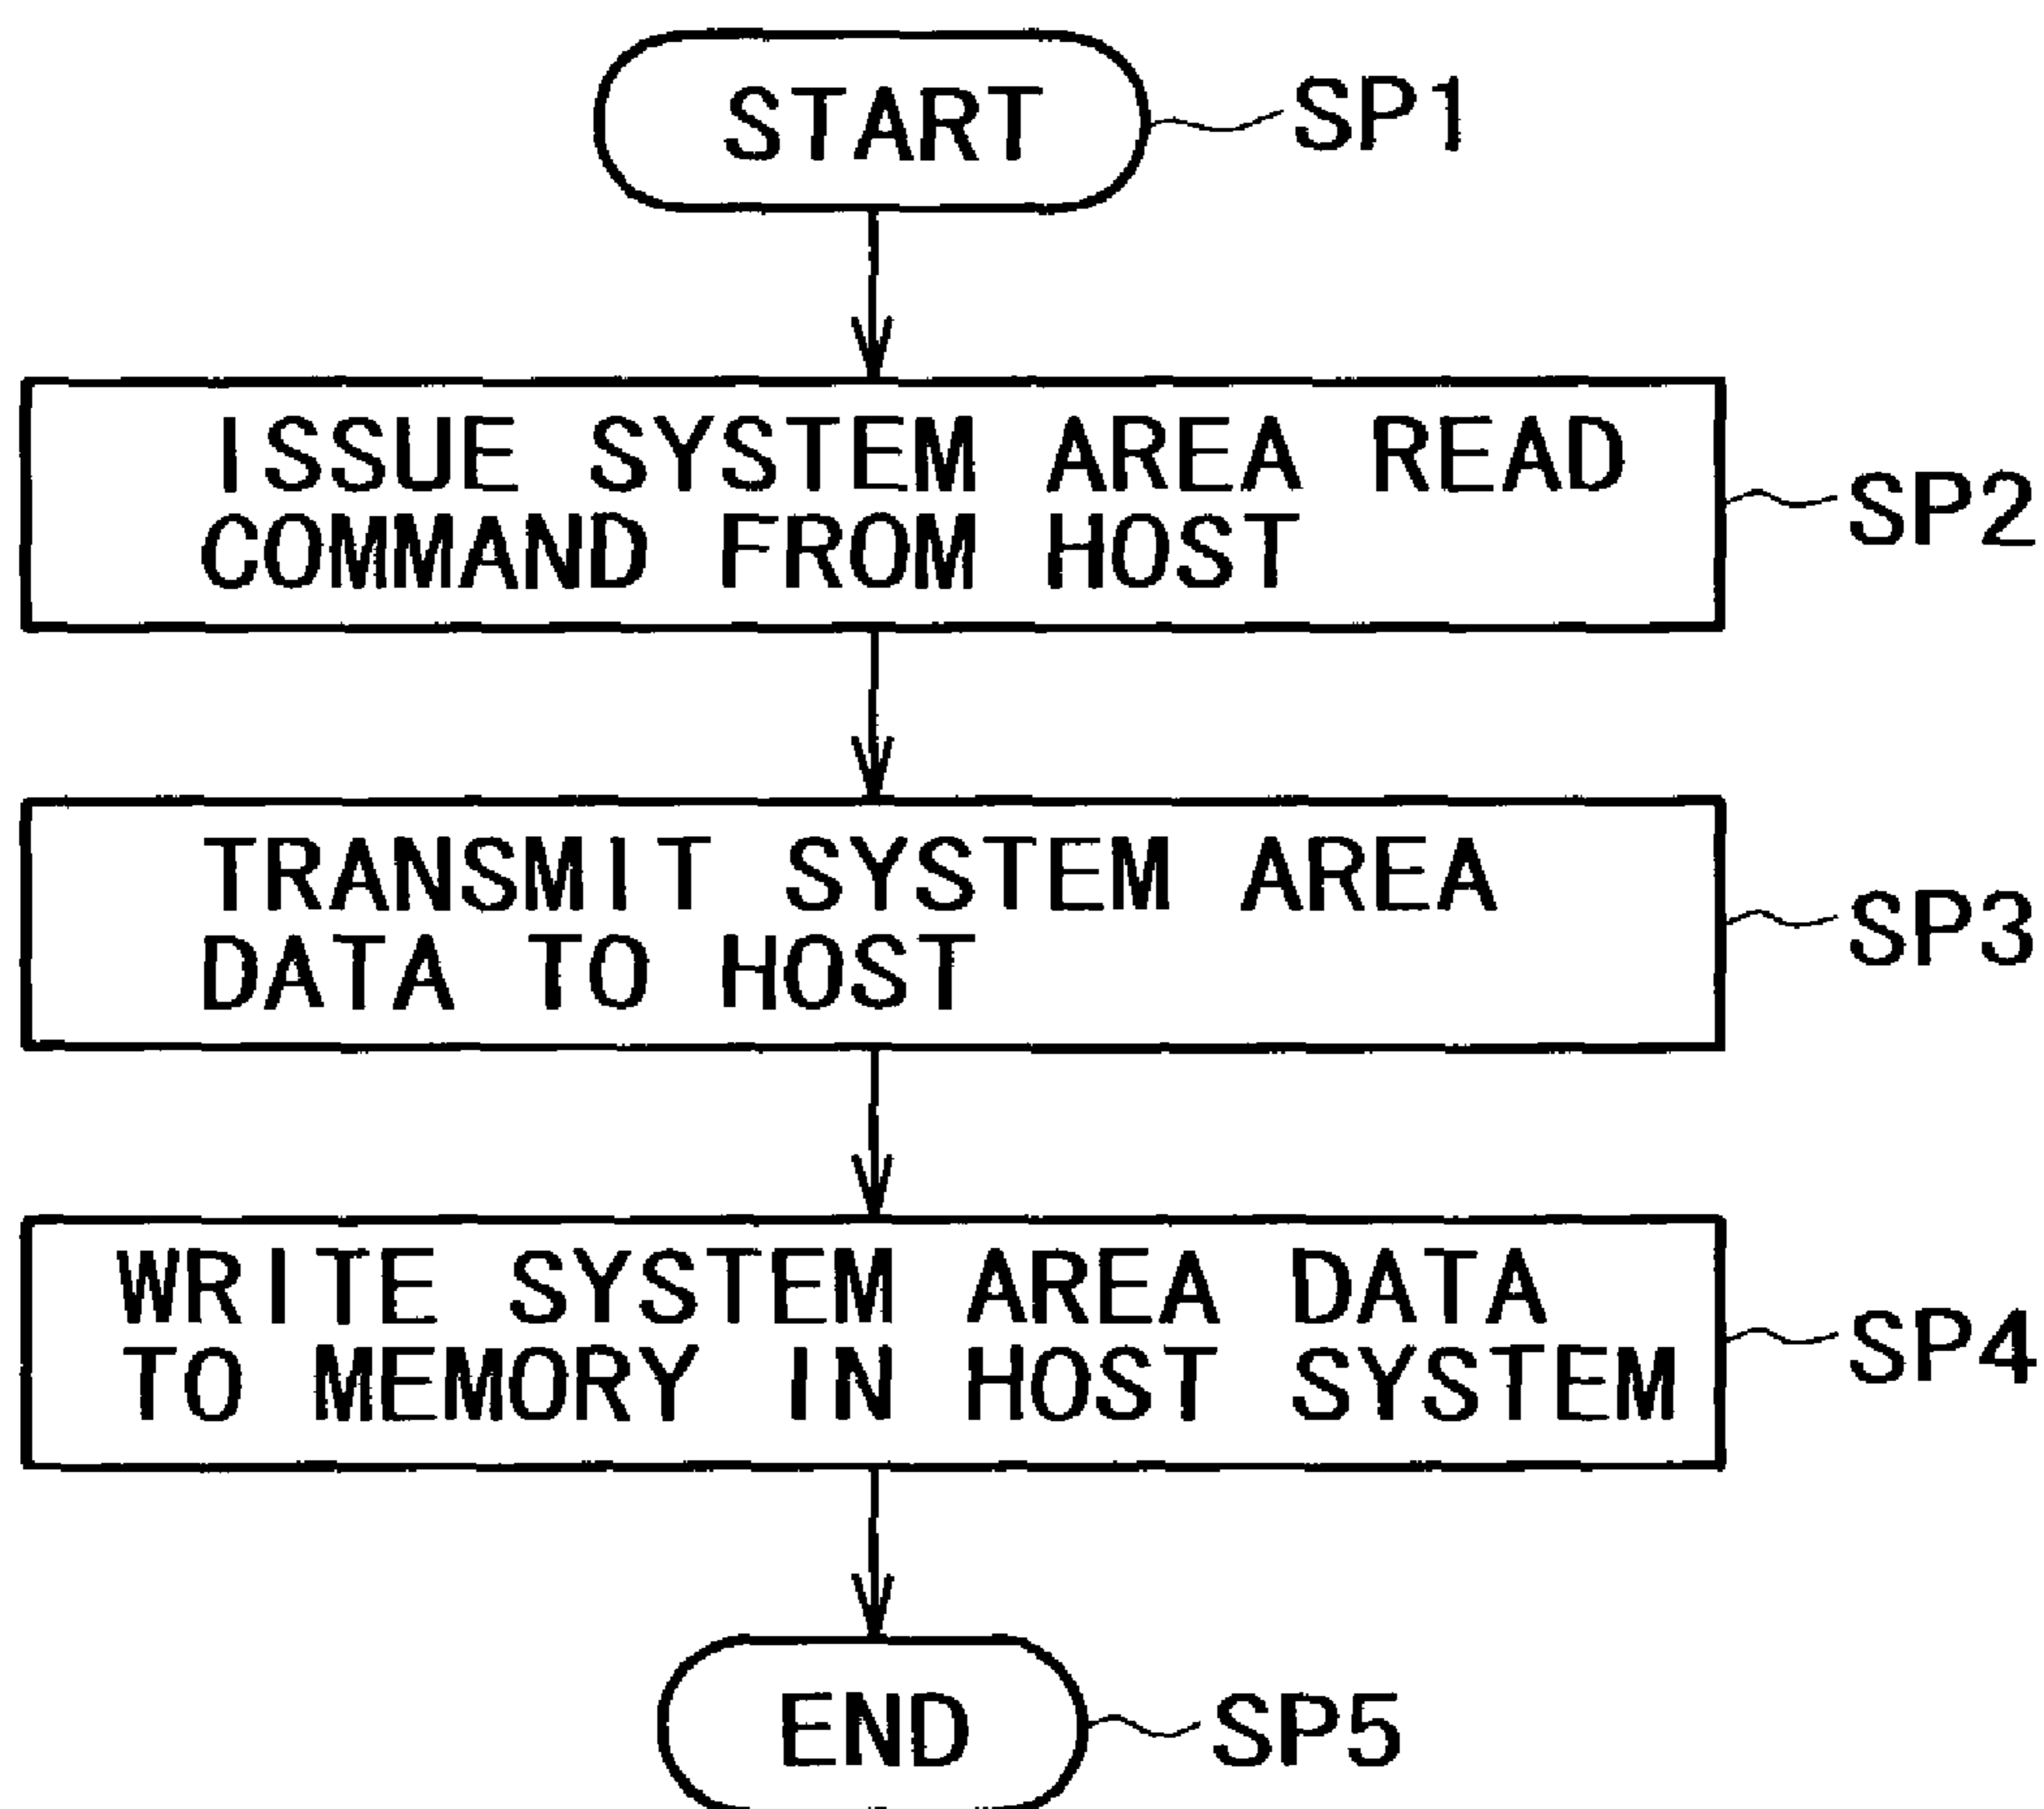 START SP1
ISSUE SYSTEM AREA READ
COMMAND FROM HOST
SP2
TRANSMIT SYSTEM AREA
DATA TO HOST
SP3
WRITE SYSTEM AREA DATA
TO MEMORY IN HOST SYSTEM
SP4
END SP5